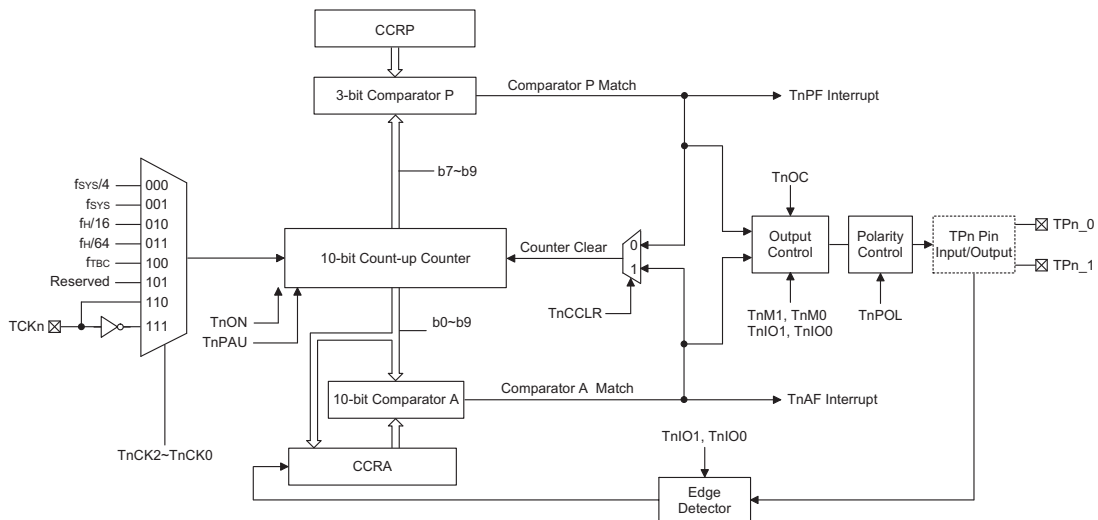 CCRP
3-bit Comparator P
Comparator P Match
TnPF Interrupt
b7~b9
fSYS/4
000
fSYS
001
fH/16
010
fH/64
011
fTBC
100
Reserved
101
110
TCKn
111
TnCK2~TnCK0
10-bit Count-up Counter
TnON
TnPAU
Counter Clear
0
1
TnCCLR
TnOC
Output
Control
TnM1, TnM0
TnIO1, TnIO0
Polarity
Control
TnPOL
TPn Pin
Input/Output
TPn_0
TPn_1
b0~b9
10-bit Comparator A
Comparator A Match
TnAF Interrupt
CCRA
TnIO1, TnIO0
Edge
Detector